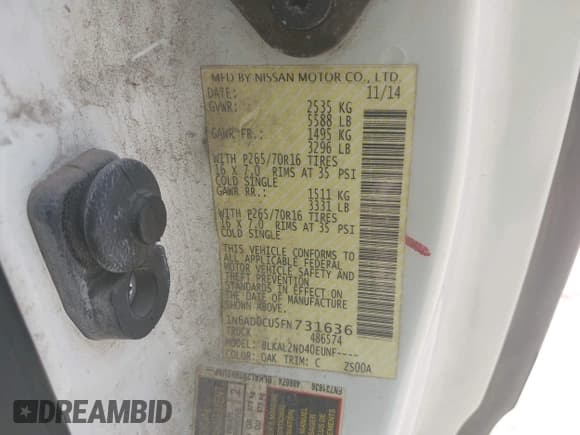 MFD BY NISSAN MOTOR CO., LTD.
DATE: 11/14
GVWR: 2535 KG
5588 LB
GAWR FR.: 1495 KG
3296 LB
WITH P265/70R16 TIRES
16 X 7.0 RIMS AT 35 PSI
COLD SINGLE
GAWR RR.: 1511 KG
3331 LB
WITH P265/70R16 TIRES
16 X 7.0 RIMS AT 35 PSI
COLD SINGLE
THIS VEHICLE CONFORMS TO
ALL APPLICABLE FEDERAL
MOTOR VEHICLE SAFETY AND
THEFT PREVENTION
STANDARDS IN EFFECT ON
THE DATE OF MANUFACTURE
SHOWN ABOVE.
1N6AD0CU5FN731636
TRUCK 486574
MODEL: BLKAL2ND40EUNF----
COLOR: QAK TRIM: C ZS00A
FN731636
486574
AutoBidMaster